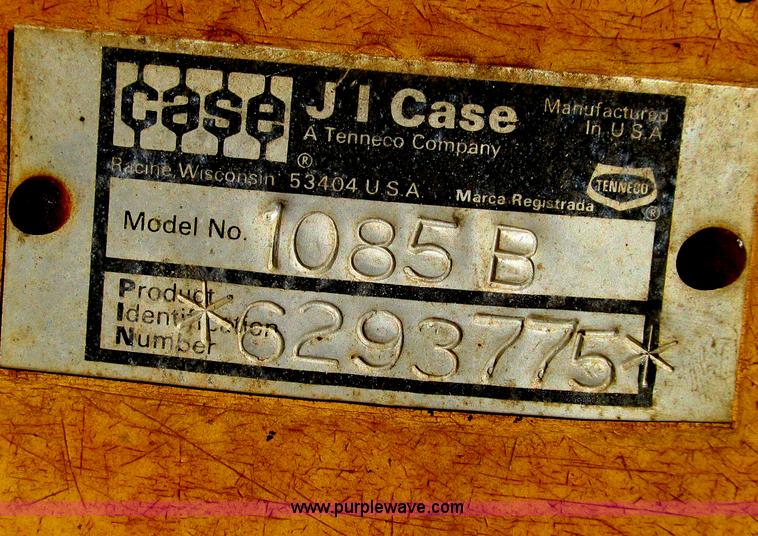 case
J I Case
A Tenneco Company
Manufactured
In U.S.A.
®
Racine, Wisconsin 53404 U.S.A.
Marca Registrada
TENNECO
®
Model No. 1085 B
Product
Identification
Number
*6293775*
www.purplewave.com